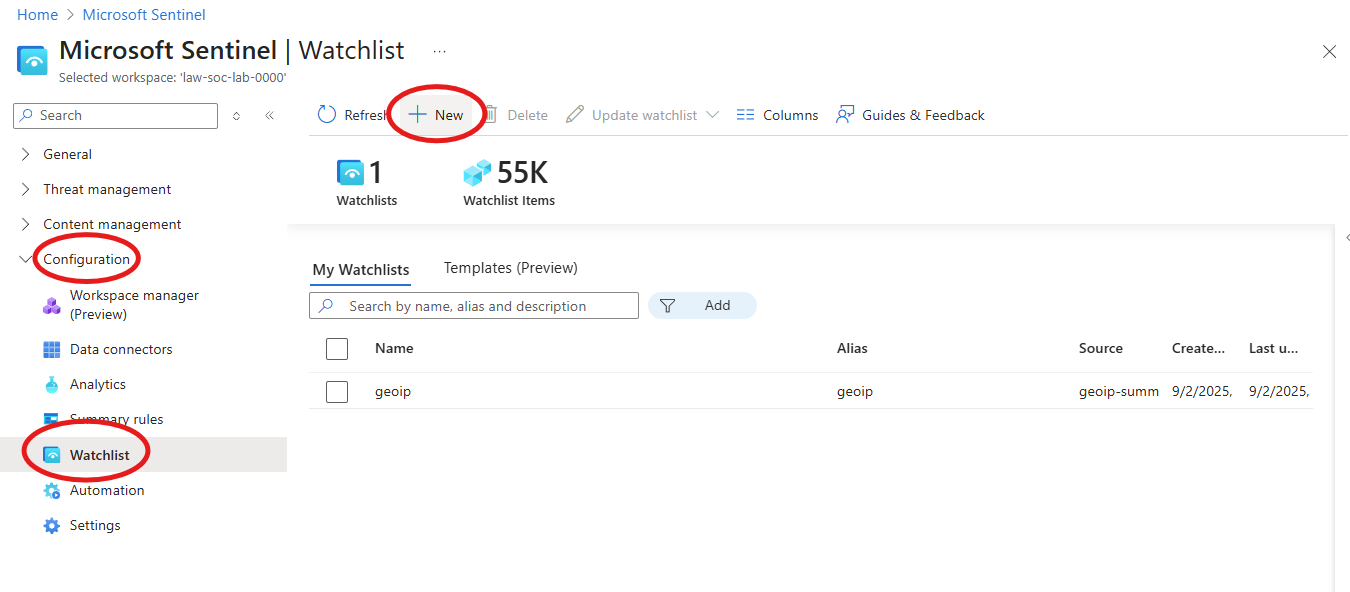 Home > Microsoft Sentinel
Microsoft Sentinel | Watchlist ...
Selected workspace: 'law-soc-lab-0000'
Search
General
Threat management
Content management
Configuration
Workspace manager
(Preview)
Data connectors
Analytics
Summary rules
Watchlist
Automation
Settings
Refresh New Delete Update watchlist Columns Guides & Feedback
1 55K
Watchlists Watchlist Items
My Watchlists Templates (Preview)
Search by name, alias and description Add
Name Alias Source Create... Last u...
geoip geoip geoip-summ 9/2/2025, 9/2/2025,